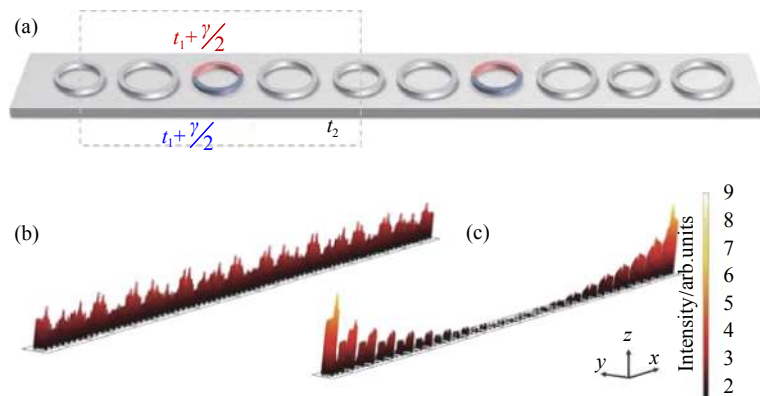 (a)
t₁+γ/2
t₁+γ/2
t₂
(b)
(c)
9
8
7
6
5
4
3
2
Intensity/arb.units
z
y
x